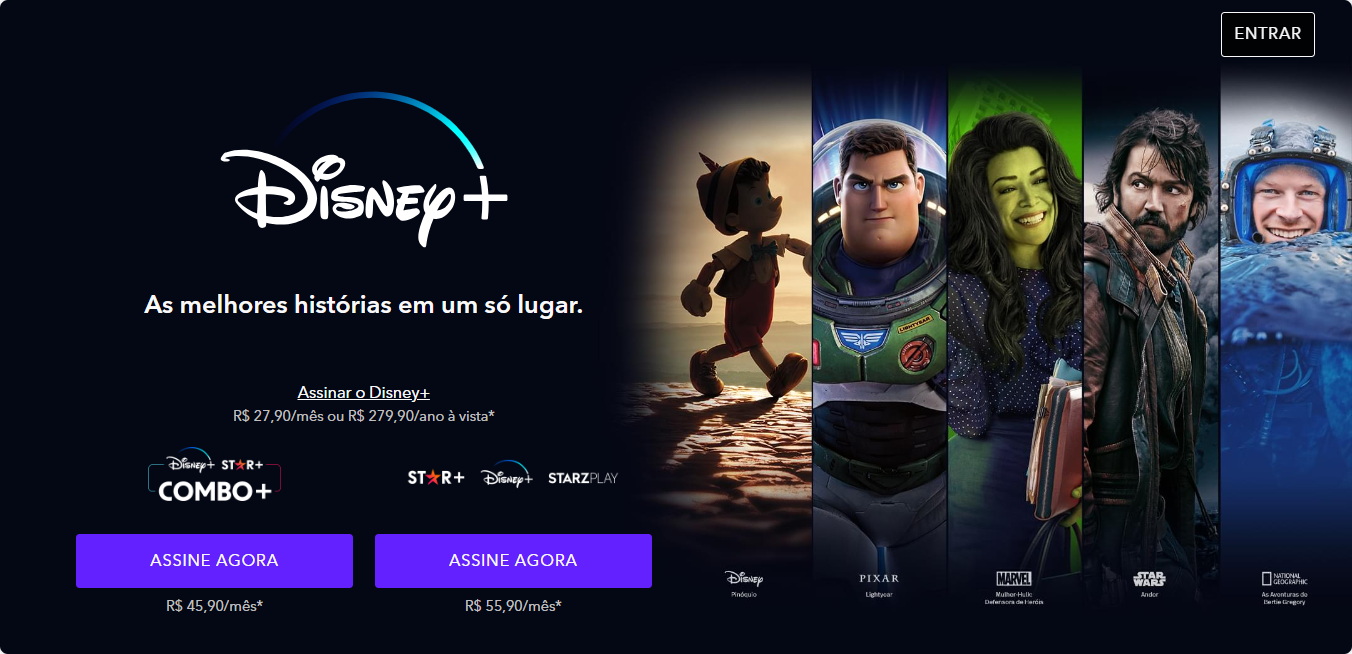 ENTRAR
Disney+
As melhores histórias em um só lugar.
Assinar o Disney+
R$ 27,90/mês ou R$ 279,90/ano à vista*
Disney+ STAR+
COMBO+
STAR+ Disney+ STARZPLAY
ASSINE AGORA
R$ 45,90/mês*
ASSINE AGORA
R$ 55,90/mês*
LIGHTYEAR
Disney
Pinóquio
PIXAR
Lightyear
MARVEL
Mulher-Hulk:
Defensora de Heróis
STAR
WARS
Andor
NATIONAL
GEOGRAPHIC
As Aventuras de
Bertie Gregory